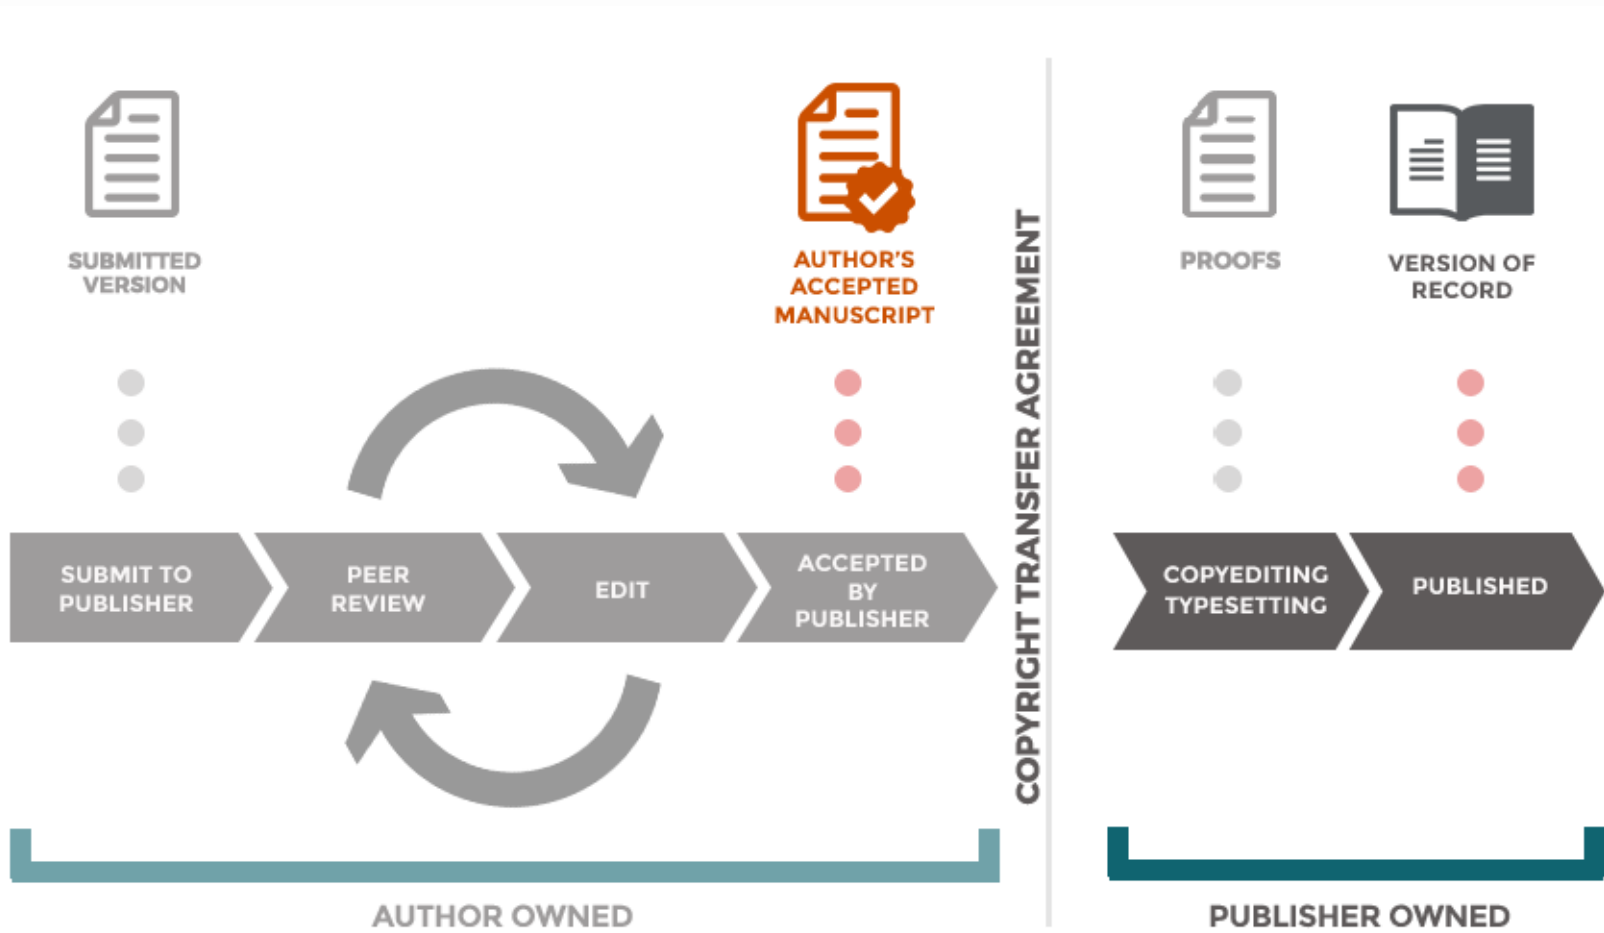 SUBMITTED
VERSION
AUTHOR'S
ACCEPTED
MANUSCRIPT
COPYRIGHT TRANSFER AGREEMENT
PROOFS
VERSION OF
RECORD
SUBMIT TO
PUBLISHER
PEER
REVIEW
EDIT
ACCEPTED
BY
PUBLISHER
COPYEDITING
TYPESETTING
PUBLISHED
AUTHOR OWNED
PUBLISHER OWNED